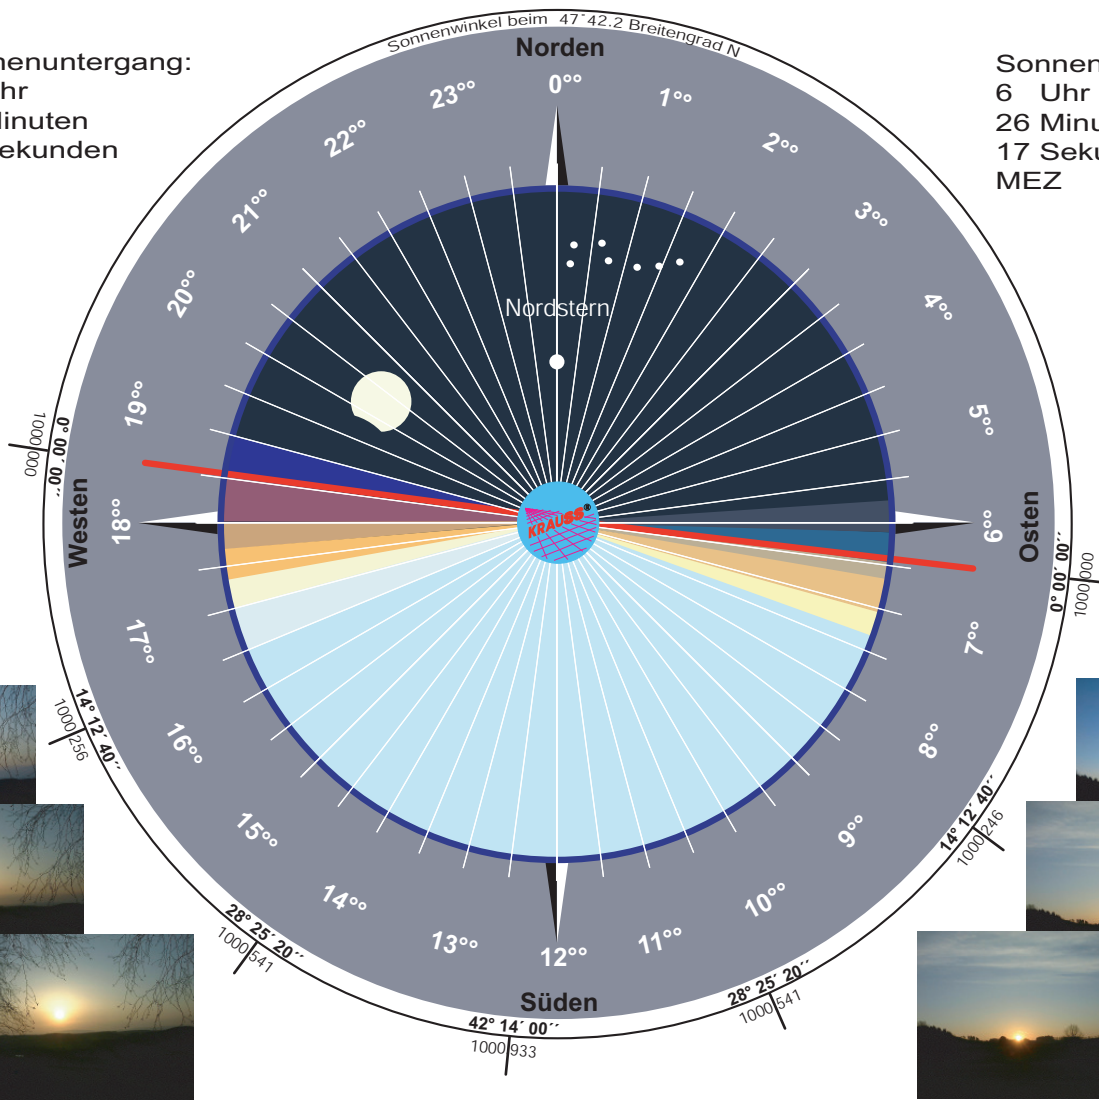 Sonnenwinkel beim 47´42.2 Breitengrad N
Norden
nenuntergang:
hr
inuten
ekunden
Sonnen
6 Uhr
26 Minu
17 Seku
MEZ
0°°
1°°
2°°
3°°
4°°
5°°
6°°
7°°
8°°
9°°
10°°
11°°
12°°
13°°
14°°
15°°
16°°
17°°
18°°
19°°
20°°
21°°
22°°
23°°
Nordstern
KRAUSS®
Westen
Osten
Süden
0° 00´ 00´´
1000/000
14° 12´ 40´´
1000/256
28° 25´ 20´´
1000/541
42° 14´ 00´´
1000/933
28° 25´ 20´´
1000/541
14° 12´ 40´´
1000/246
0° 00´ 00´´
1000/000